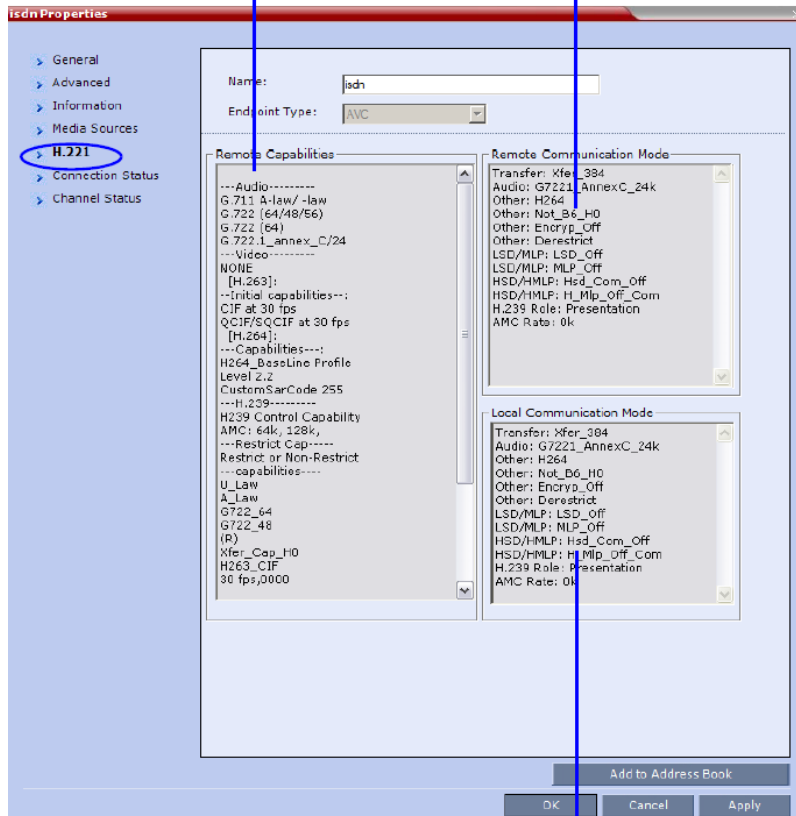 isdn Properties
General
Advanced
Information
Media Sources
H.221
Connection Status
Channel Status
Name:
isdn
Endpoint Type:
AVC
Remote Capabilities
---Audio---------
G.711 A-law/ -law
G.722 (64/48/56)
G.722 (64)
G.722.1_annex_C/24
---Video---------
NONE
[H.263]:
--Initial capabilities--:
CIF at 30 fps
QCIF/SQCIF at 30 fps
[H.264]:
---Capabilities---:
H264_BaseLine Profile
Level 2.2
CustomSarCode 255
---H.239---------
H239 Control Capability
AMC: 64k, 128k,
---Restrict Cap-----
Restrict or Non-Restrict
---capabilities----
U_Law
A_Law
G722_64
G722_48
(R)
Xfer_Cap_H0
H263_CIF
30 fps,0000
Remote Communication Mode
Transfer: Xfer_384
Audio: G7221_AnnexC_24k
Other: H264
Other: Not_B6_H0
Other: Encryp_Off
Other: Derestrict
LSD/MLP: LSD_Off
LSD/MLP: MLP_Off
HSD/HMLP: Hsd_Com_Off
HSD/HMLP: H_Mlp_Off_Com
H.239 Role: Presentation
AMC Rate: 0k
Local Communication Mode
Transfer: Xfer_384
Audio: G7221_AnnexC_24k
Other: H264
Other: Not_B6_H0
Other: Encryp_Off
Other: Derestrict
LSD/MLP: LSD_Off
LSD/MLP: MLP_Off
HSD/HMLP: Hsd_Com_Off
HSD/HMLP: H_Mlp_Off_Com
H.239 Role: Presentation
AMC Rate: 0k
Add to Address Book
OK
Cancel
Apply